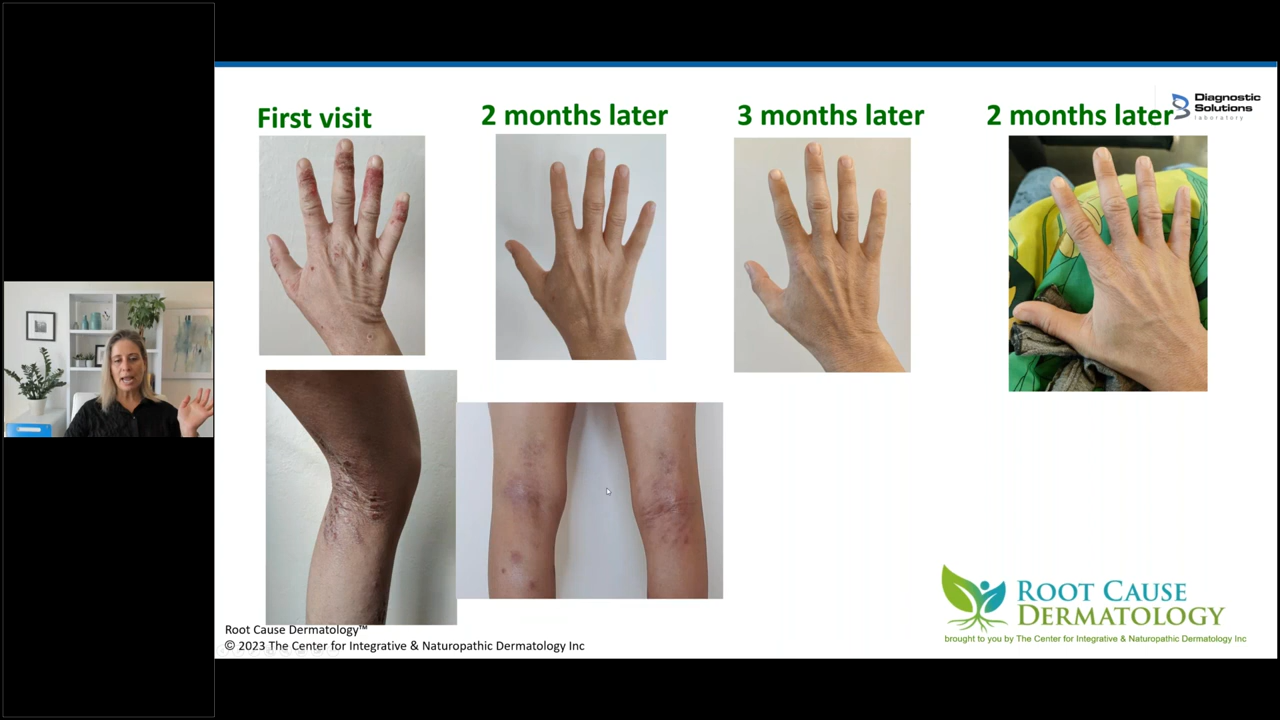 First visit
2 months later
3 months later
2 months later
Diagnostic
Solutions
laboratory
ROOT CAUSE
DERMATOLOGY
brought to you by The Center for Integrative & Naturopathic Dermatology Inc
Root Cause Dermatology™
© 2023 The Center for Integrative & Naturopathic Dermatology Inc